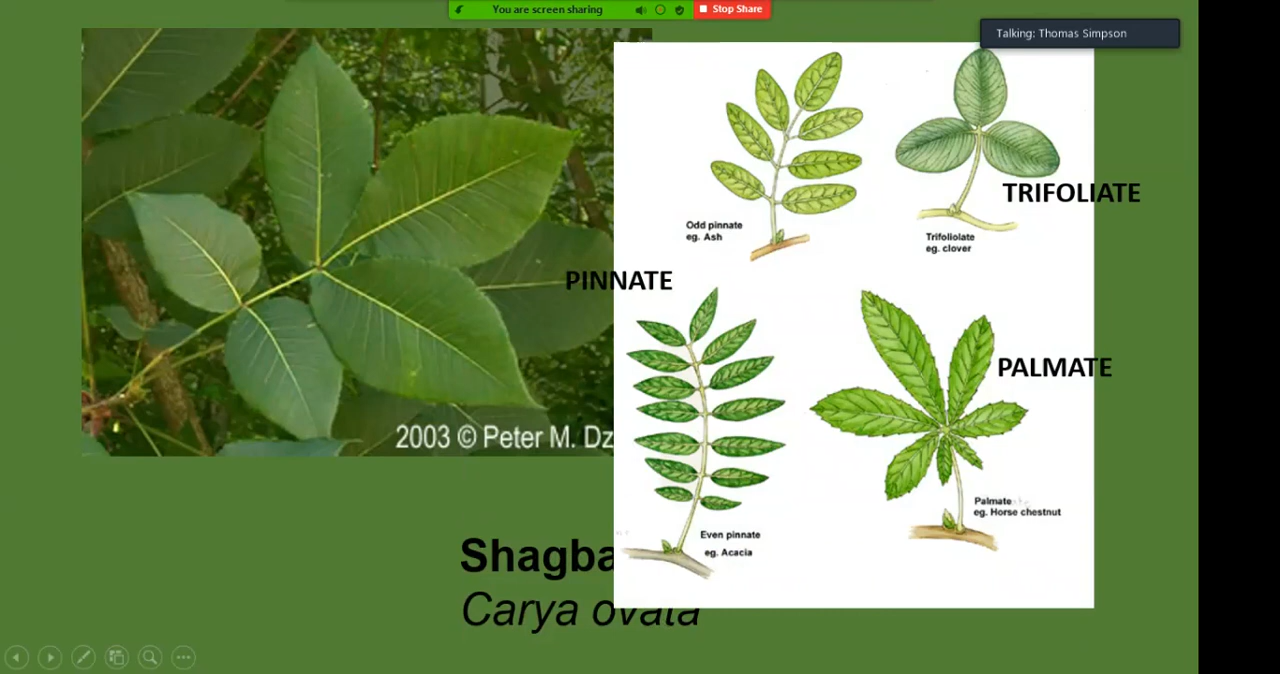 You are screen sharing
Stop Share
Talking: Thomas Simpson
TRIFOLIATE
Odd pinnate
eg. Ash
Trifoliolate
eg. clover
PINNATE
PALMATE
2003 © Peter M. Dz
Palmate
eg. Horse chestnut
Even pinnate
eg. Acacia
Shagba
Carya ovata